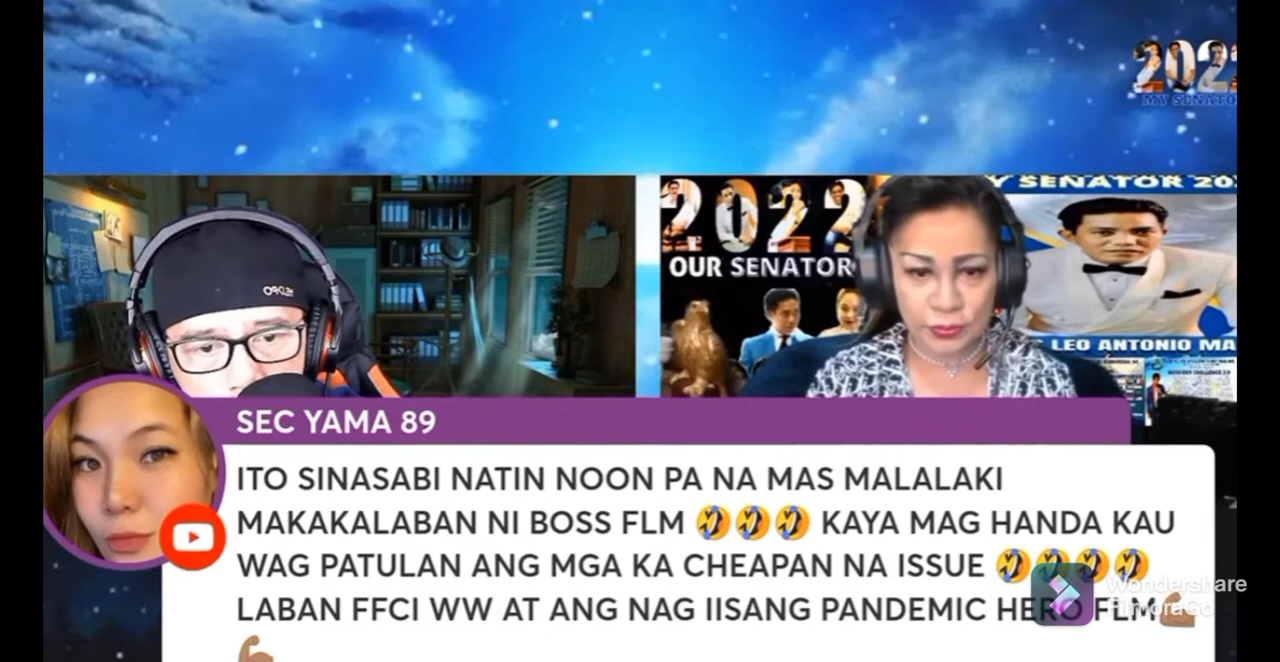 2022
MY SENATO
2022
OUR SENATOR
Y SENATOR 202
LEO ANTONIO MA
SEC YAMA 89
ITO SINASABI NATIN NOON PA NA MAS MALALAKI
MAKAKALABAN NI BOSS FLM 🤣🤣🤣 KAYA MAG HANDA KAU
WAG PATULAN ANG MGA KA CHEAPAN NA ISSUE 🤣🤣🤣🤣
LABAN FFCI WW AT ANG NAG IISANG PANDEMIC HERO FLM💪🏾
💪🏾
Wondershare
FilmoraGo